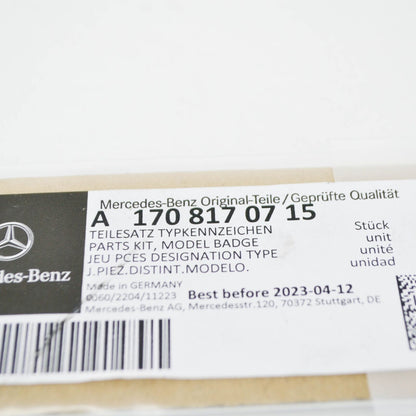 Mercedes-Benz Original-Teile/Geprüfte Qualität
A 170 817 07 15
TEILESATZ TYPKENNZEICHEN
PARTS KIT, MODEL BADGE
JEU PCES DESIGNATION TYPE
J.PIEZ.DISTINT.MODELO.
Stück
unit
unité
unidad
des-Benz
Made in GERMANY
0060/2204/11223 Best before 2023-04-12
Mercedes-Benz AG, Mercedesstr.120, 70372 Stuttgart, DE